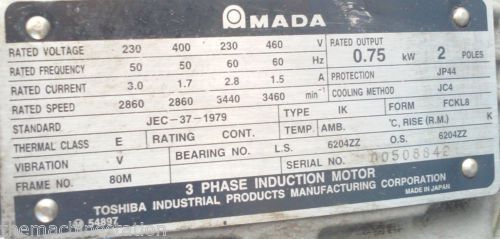 AMADA
RATED VOLTAGE 230 400 230 460 V
RATED OUTPUT
0.75 kW 2 POLES
RATED FREQUENCY 50 50 60 60 Hz
PROTECTION JP44
RATED CURRENT 3.0 1.7 2.8 1.5 A
COOLING METHOD JC4
RATED SPEED 2860 2860 3440 3460 min⁻¹
STANDARD JEC-37-1979 TYPE IK FORM FCKL8
THERMAL CLASS E RATING CONT. TEMP. AMB. °C, RISE (R.M.) K
VIBRATION V BEARING NO. L.S. 6204ZZ O.S. 6204ZZ
FRAME NO. 80M SERIAL NO. 00508842
3 PHASE INDUCTION MOTOR
TOSHIBA INDUSTRIAL PRODUCTS MANUFACTURING CORPORATION
MADE IN JAPAN
54897